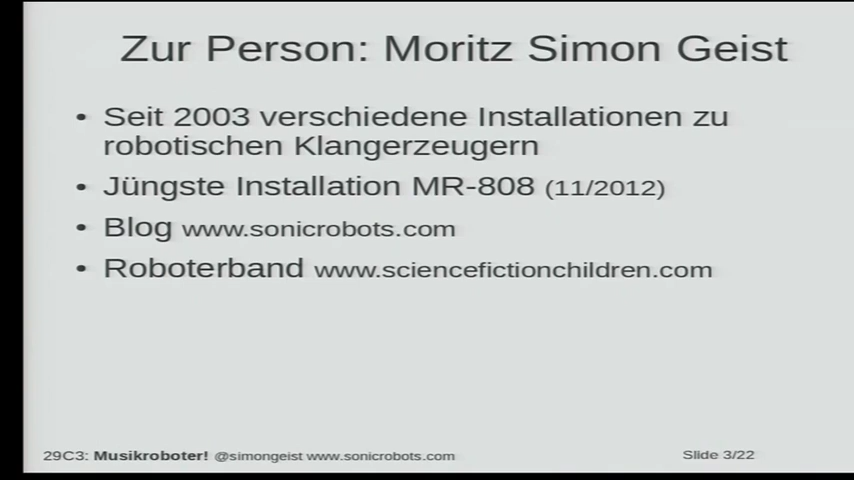 Zur Person: Moritz Simon Geist
• Seit 2003 verschiedene Installationen zu
robotischen Klangerzeugern
• Jüngste Installation MR-808 (11/2012)
• Blog www.sonicrobots.com
• Roboterband www.sciencefictionchildren.com
29C3: Musikroboter! @simongeist www.sonicrobots.com
Slide 3/22